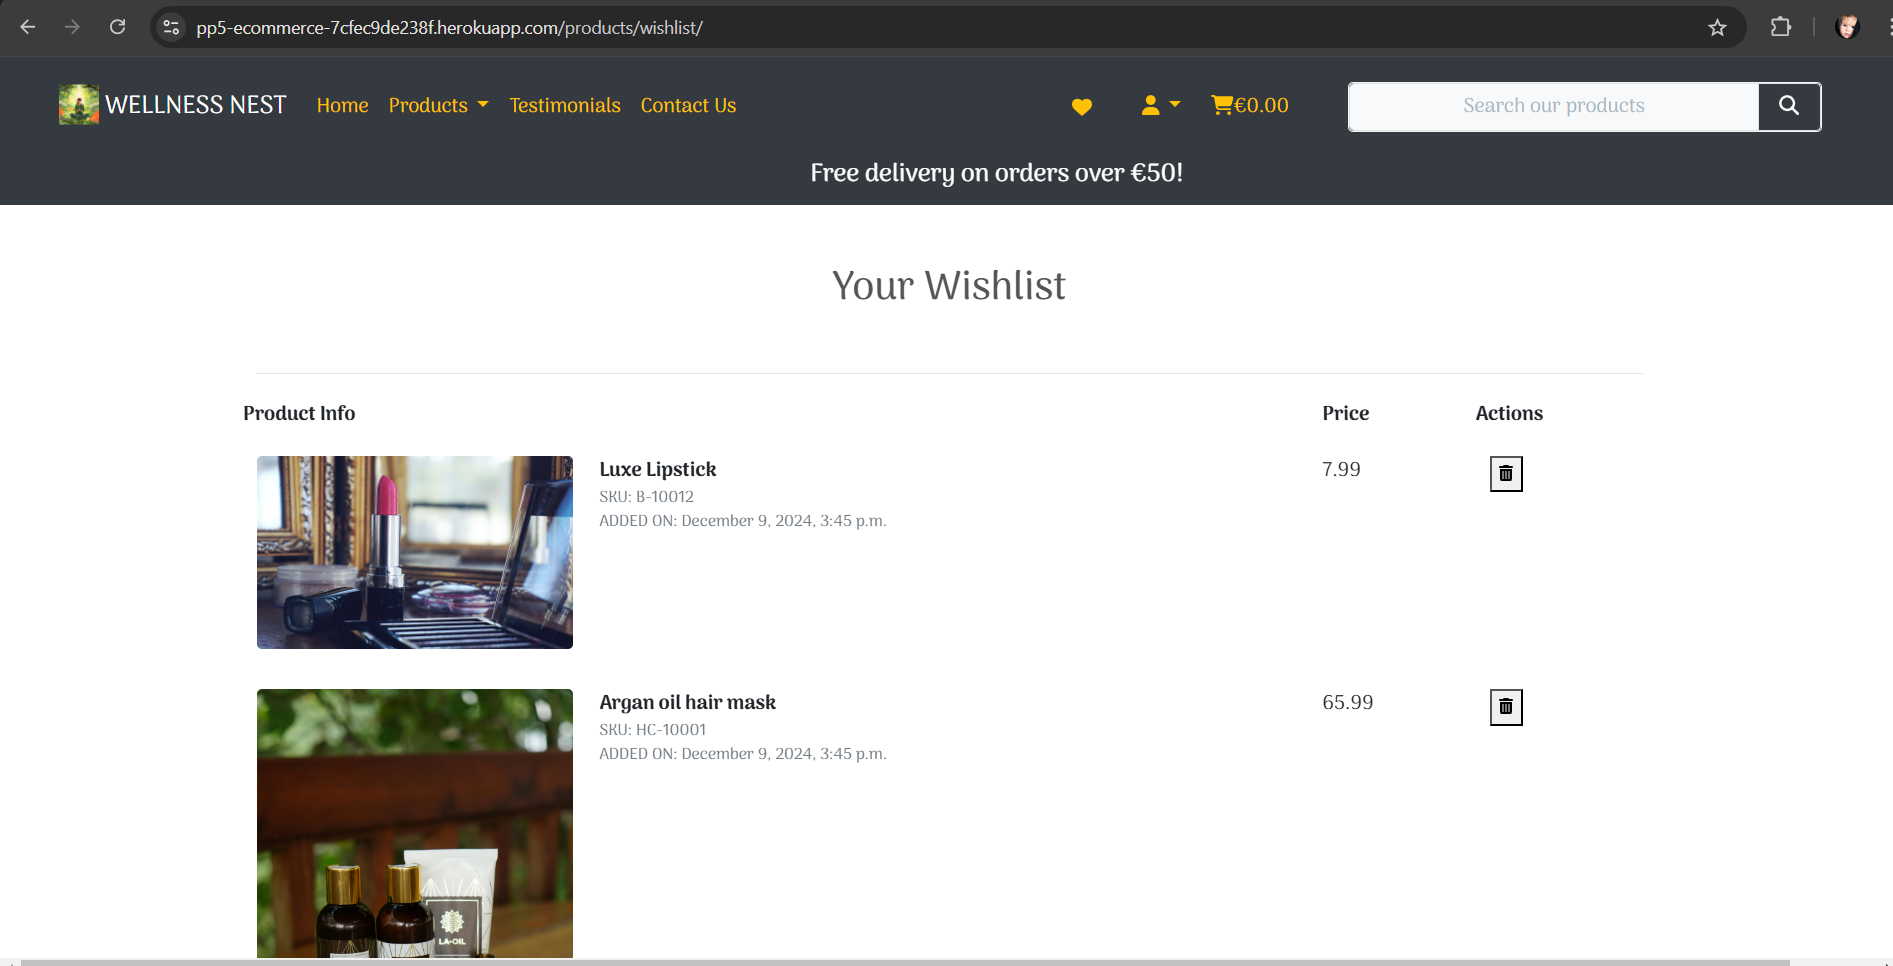 pp5-ecommerce-7cfec9de238f.herokuapp.com/products/wishlist/
WELLNESS NEST Home Products Testimonials Contact Us €0.00 Search our products
Free delivery on orders over €50!
Your Wishlist
Product Info Price Actions
Luxe Lipstick 7.99
SKU: B-10012
ADDED ON: December 9, 2024, 3:45 p.m.
Argan oil hair mask 65.99
SKU: HC-10001
ADDED ON: December 9, 2024, 3:45 p.m.
LA-OIL